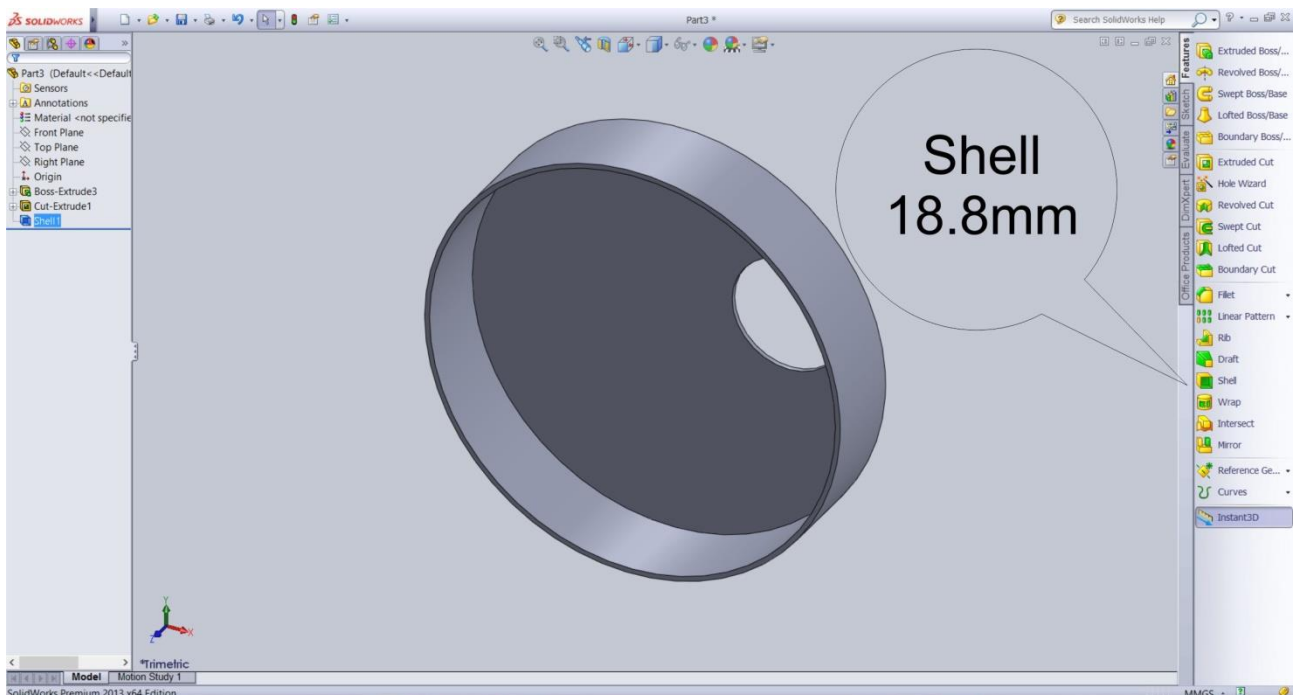 SOLIDWORKS
Part3 *
Search SolidWorks Help
Part3 (Default<<Default
Sensors
Annotations
Material <not specifie
Front Plane
Top Plane
Right Plane
Origin
Boss-Extrude3
Cut-Extrude1
Shell1
Shell
18.8mm
Features
Sketch
Evaluate
DimXpert
Office Products
Extruded Boss/...
Revolved Boss/...
Swept Boss/Base
Lofted Boss/Base
Boundary Boss/...
Extruded Cut
Hole Wizard
Revolved Cut
Swept Cut
Lofted Cut
Boundary Cut
Fillet
Linear Pattern
Rib
Draft
Shell
Wrap
Intersect
Mirror
Reference Ge...
Curves
Instant3D
Y
Z
X
*Trimetric
Model
Motion Study 1
SolidWorks Premium 2013 x64 Edition
MMGS